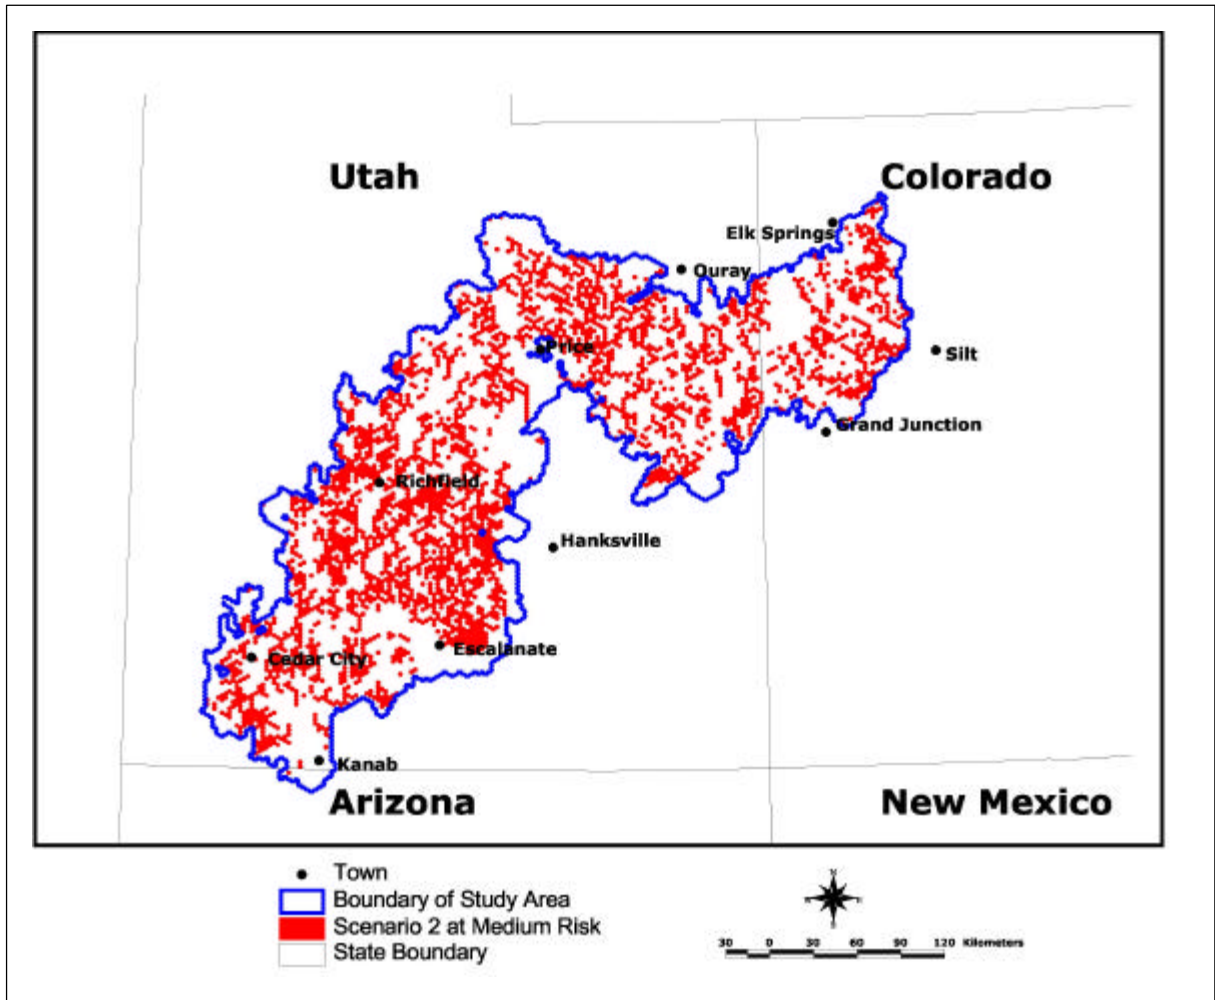 Utah
Colorado
Elk Springs
Ouray
Price
Silt
Grand Junction
Richfield
Hanksville
Escalanate
Cedar City
Kanab
Arizona
New Mexico
Town
Boundary of Study Area
Scenario 2 at Medium Risk
State Boundary
N
30 0 30 60 90 120 Kilometers